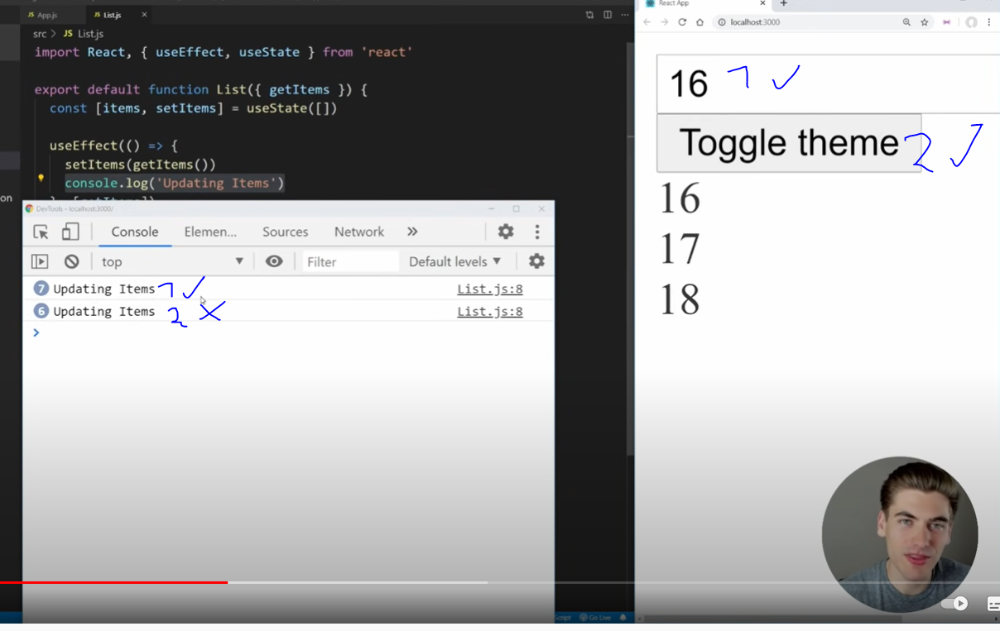 JS App.js
JS List.js ×
src > JS List.js
import React, { useEffect, useState } from 'react'
export default function List({ getItems }) {
const [items, setItems] = useState([])
useEffect(() => {
setItems(getItems())
console.log('Updating Items')
}, [getItems])
on
DevTools - localhost:3000/
Console Elemen... Sources Network »
top Filter Default levels
7 Updating Items 1 ✓ List.js:8
6 Updating Items 2 X List.js:8
>
Go Live
React App
localhost:3000
16 1 ✓
Toggle theme 2 ✓
16
17
18